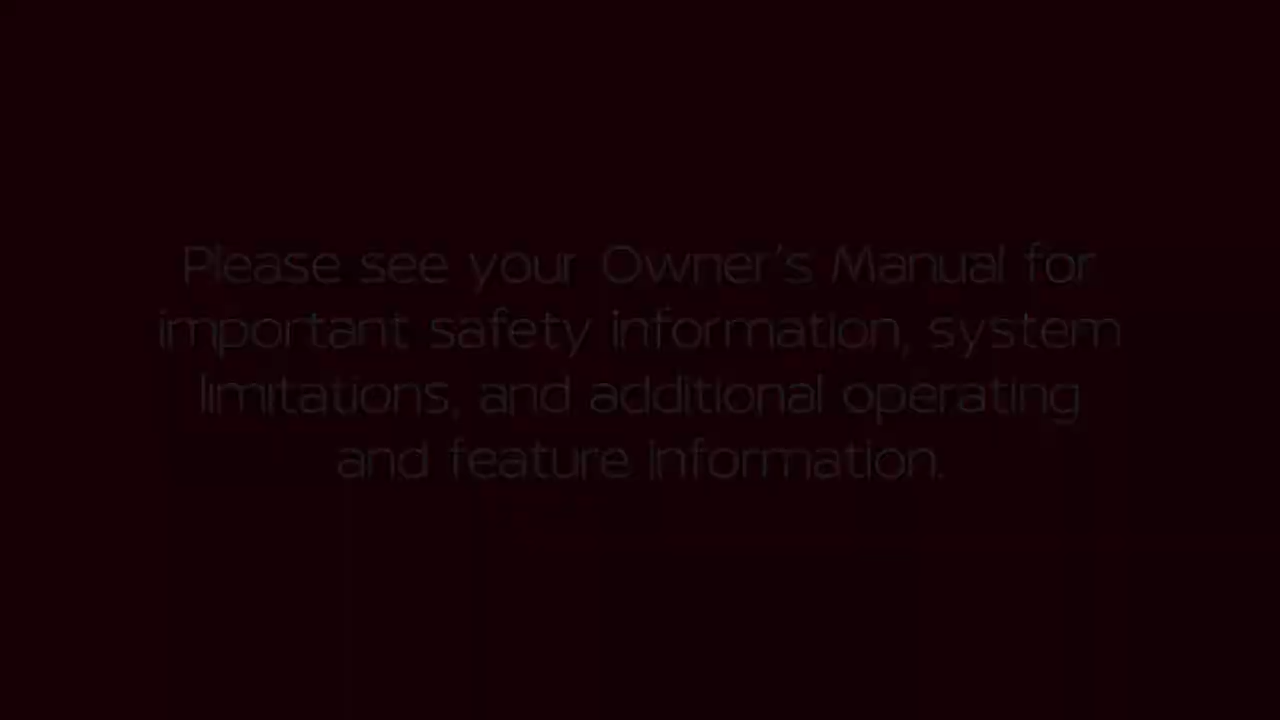 Please see your Owner's Manual for
important safety information, system
limitations, and additional operating
and feature information.